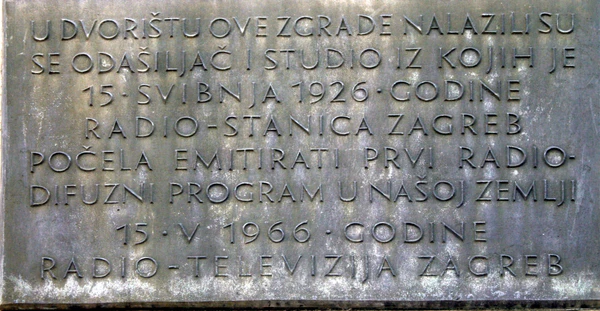 U DVORIŠTU OVE ZGRADE NALAZILI SU
SE ODAŠILJAČ I STUDIO IZ KOJIH JE
15·SVIBNJA 1926·GODINE
RADIO-STANICA ZAGREB
POČELA EMITIRATI PRVI RADIO-
DIFUZNI PROGRAM U NAŠOJ ZEMLJI
15·V·1966·GODINE
RADIO-TELEVIZIJA ZAGREB